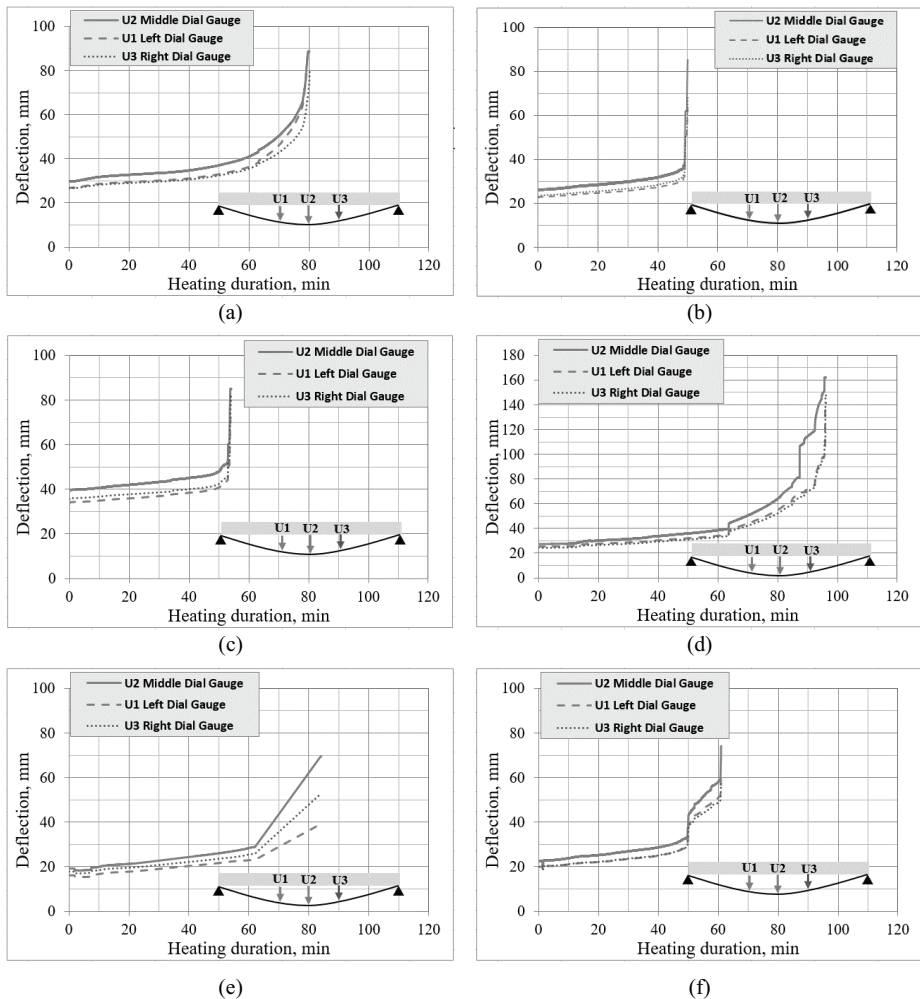 U2 Middle Dial Gauge
U1 Left Dial Gauge
U3 Right Dial Gauge
Deflection, mm
100
80
60
40
20
0
U1 U2 U3
0 20 40 60 80 100 120
Heating duration, min
(a)
U2 Middle Dial Gauge
U1 Left Dial Gauge
U3 Right Dial Gauge
Deflection, mm
100
80
60
40
20
0
U1 U2 U3
0 20 40 60 80 100 120
Heating duration, min
(b)
U2 Middle Dial Gauge
U1 Left Dial Gauge
U3 Right Dial Gauge
Deflection, mm
100
80
60
40
20
0
U1 U2 U3
0 20 40 60 80 100 120
Heating duration, min
(c)
U2 Middle Dial Gauge
U1 Left Dial Gauge
U3 Right Dial Gauge
Deflection, mm
180
160
140
120
100
80
60
40
20
0
U1 U2 U3
0 20 40 60 80 100 120
Heating duration, min
(d)
U2 Middle Dial Gauge
U1 Left Dial Gauge
U3 Right Dial Gauge
Deflection, mm
100
80
60
40
20
0
U1 U2 U3
0 20 40 60 80 100 120
Heating duration, min
(e)
U2 Middle Dial Gauge
U1 Left Dial Gauge
U3 Right Dial Gauge
Deflection, mm
100
80
60
40
20
0
U1 U2 U3
0 20 40 60 80 100 120
Heating duration, min
(f)